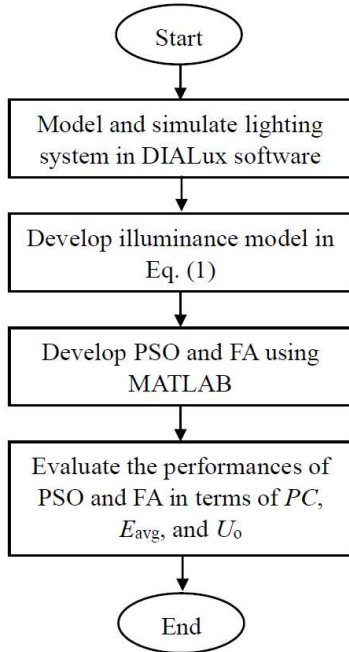 Start
Model and simulate lighting
system in DIALux software
Develop illuminance model in
Eq. (1)
Develop PSO and FA using
MATLAB
Evaluate the performances of
PSO and FA in terms of PC,
Eavg, and Uo
End